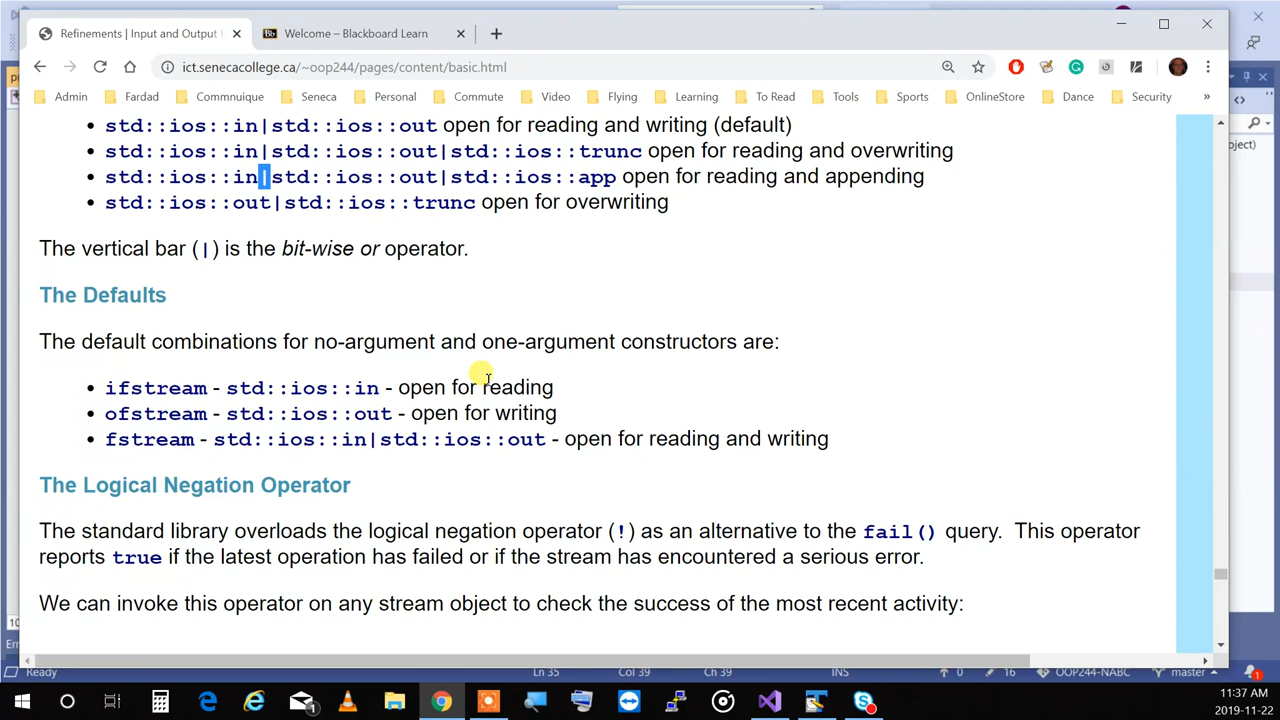 Refinements | Input and Output
Welcome – Blackboard Learn
ict.senecacollege.ca/~oop244/pages/content/basic.html
Admin Fardad Commnuique Seneca Personal Commute Video Flying Learning To Read Tools Sports OnlineStore Dance Security »
std::ios::in|std::ios::out open for reading and writing (default)
std::ios::in|std::ios::out|std::ios::trunc open for reading and overwriting
std::ios::in|std::ios::out|std::ios::app open for reading and appending
std::ios::out|std::ios::trunc open for overwriting
The vertical bar (|) is the bit-wise or operator.
The Defaults
The default combinations for no-argument and one-argument constructors are:
ifstream - std::ios::in - open for reading
ofstream - std::ios::out - open for writing
fstream - std::ios::in|std::ios::out - open for reading and writing
The Logical Negation Operator
The standard library overloads the logical negation operator (!) as an alternative to the fail() query. This operator
reports true if the latest operation has failed or if the stream has encountered a serious error.
We can invoke this operator on any stream object to check the success of the most recent activity:
Ready Ln 35 Col 39 Ch 39 INS 0 16 OOP244-NABC master 1
11:37 AM
2019-11-22